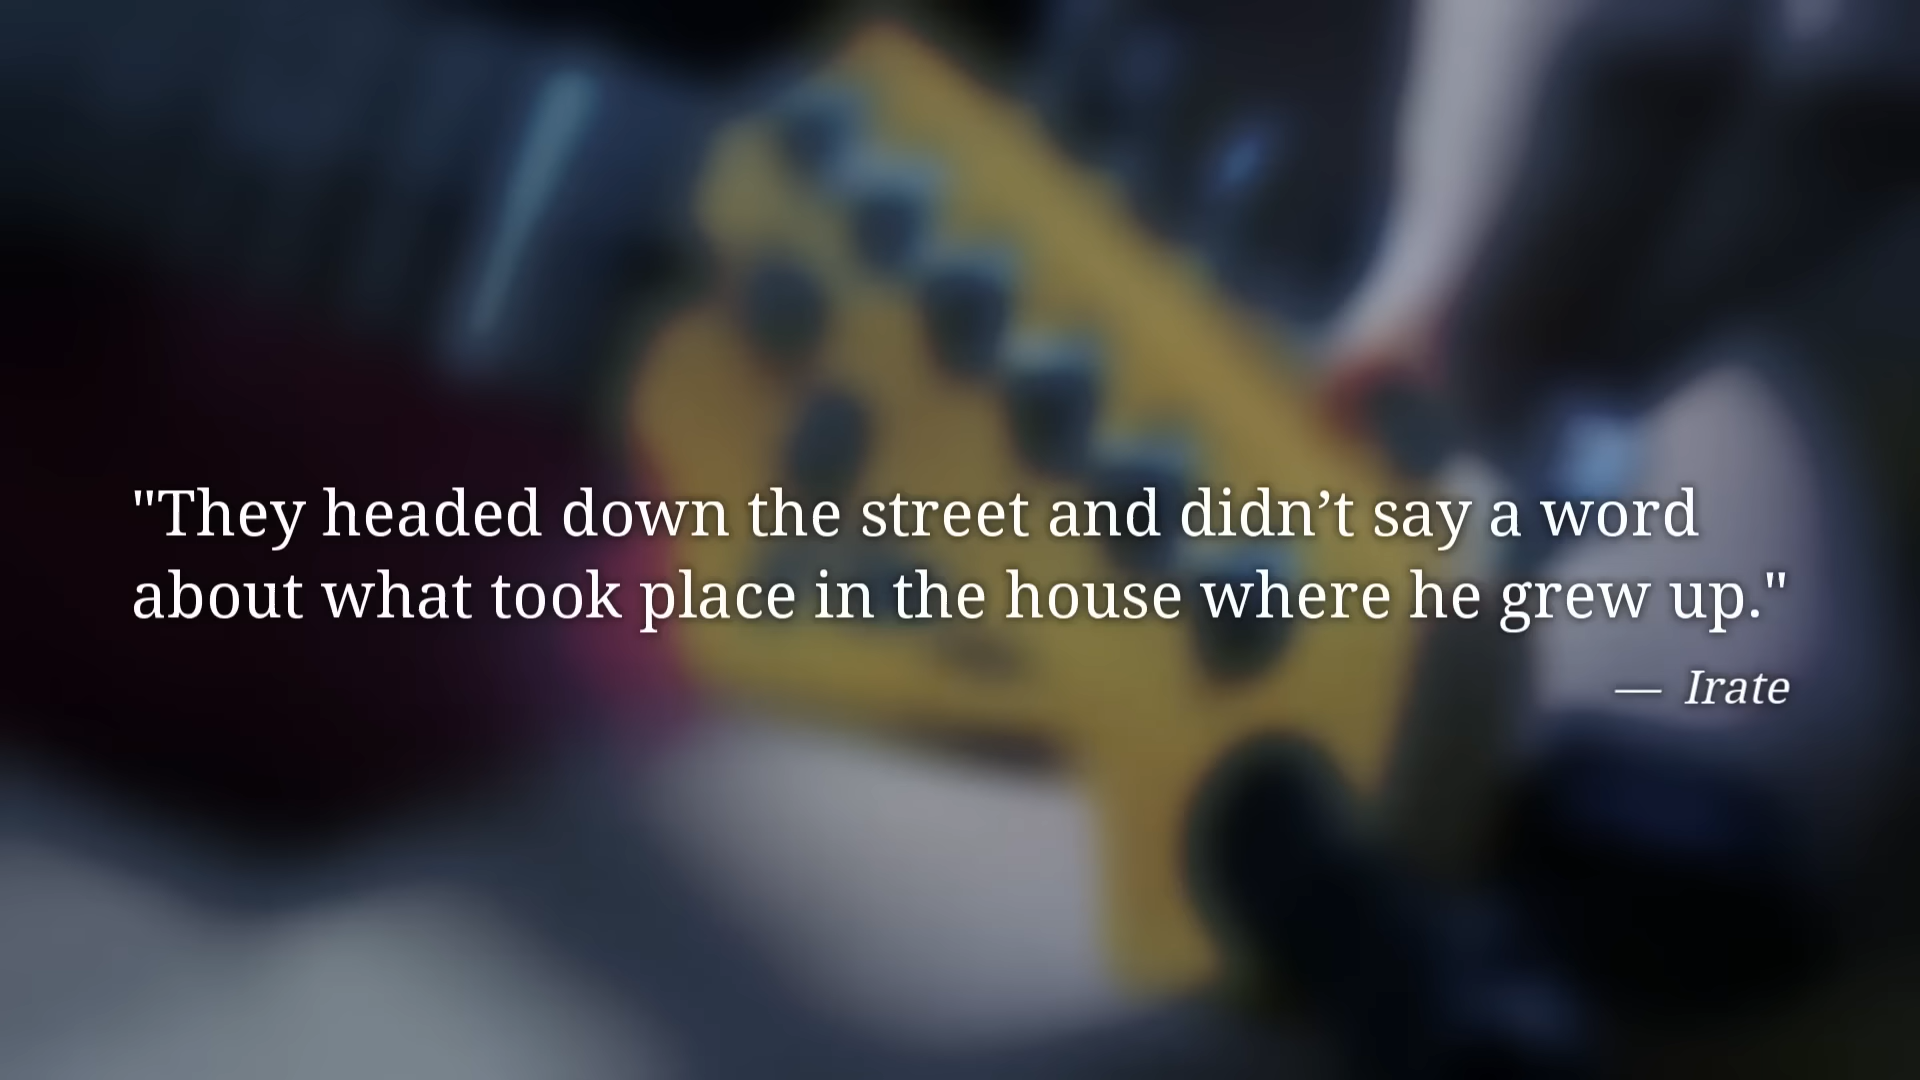 "They headed down the street and didn’t say a word
about what took place in the house where he grew up."
— Irate